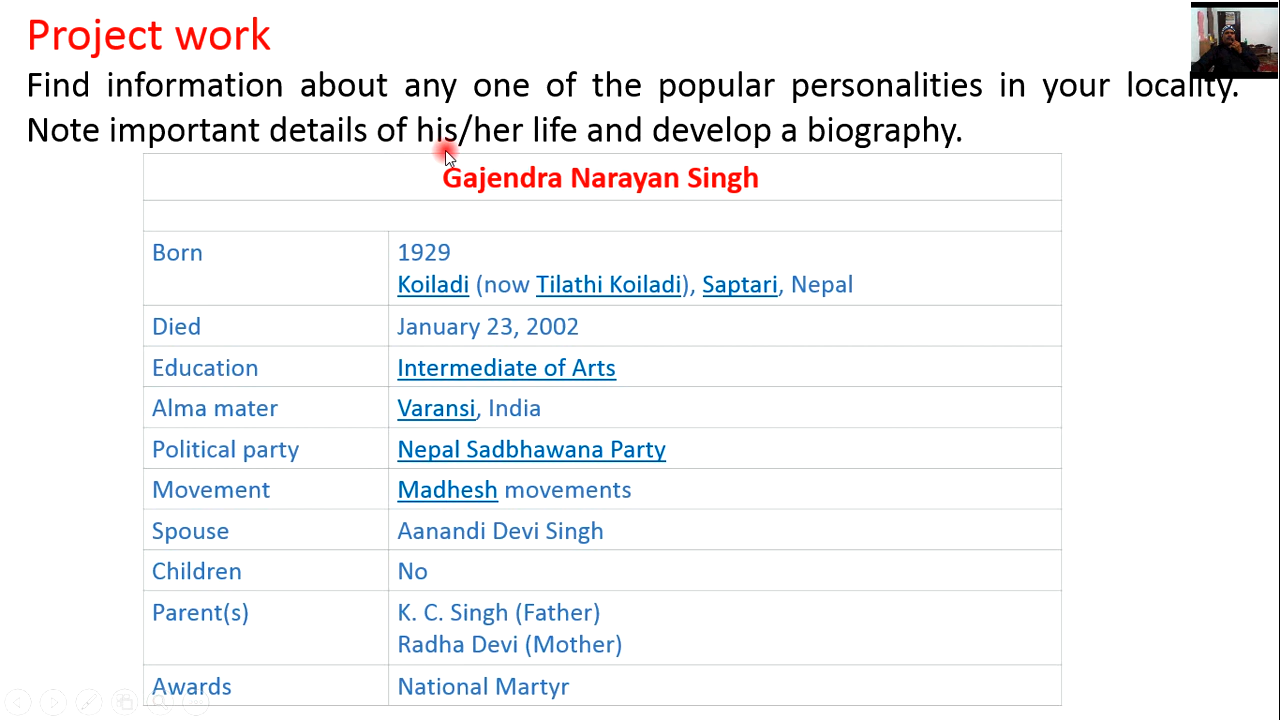 Project work
Find information about any one of the popular personalities in your locality.
Note important details of his/her life and develop a biography.
Gajendra Narayan Singh
Born 1929
Koiladi (now Tilathi Koiladi), Saptari, Nepal
Died January 23, 2002
Education Intermediate of Arts
Alma mater Varansi, India
Political party Nepal Sadbhawana Party
Movement Madhesh movements
Spouse Aanandi Devi Singh
Children No
Parent(s) K. C. Singh (Father)
Radha Devi (Mother)
Awards National Martyr